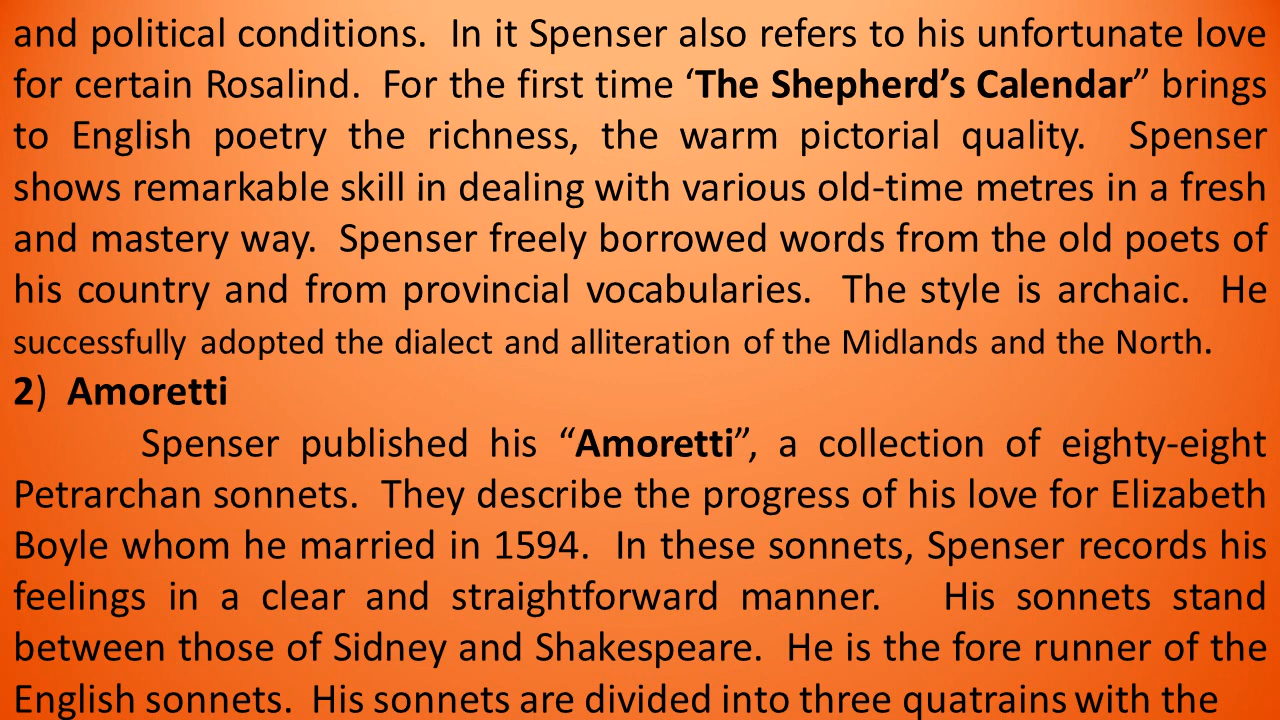 and political conditions.  In it Spenser also refers to his unfortunate love
for certain Rosalind.  For the first time ‘The Shepherd’s Calendar” brings
to English poetry the richness, the warm pictorial quality.  Spenser
shows remarkable skill in dealing with various old-time metres in a fresh
and mastery way.  Spenser freely borrowed words from the old poets of
his country and from provincial vocabularies.  The style is archaic.  He
successfully adopted the dialect and alliteration of the Midlands and the North.
2)  Amoretti
Spenser published his “Amoretti”, a collection of eighty-eight
Petrarchan sonnets.  They describe the progress of his love for Elizabeth
Boyle whom he married in 1594.  In these sonnets, Spenser records his
feelings in a clear and straightforward manner.   His sonnets stand
between those of Sidney and Shakespeare.  He is the fore runner of the
English sonnets.  His sonnets are divided into three quatrains with the